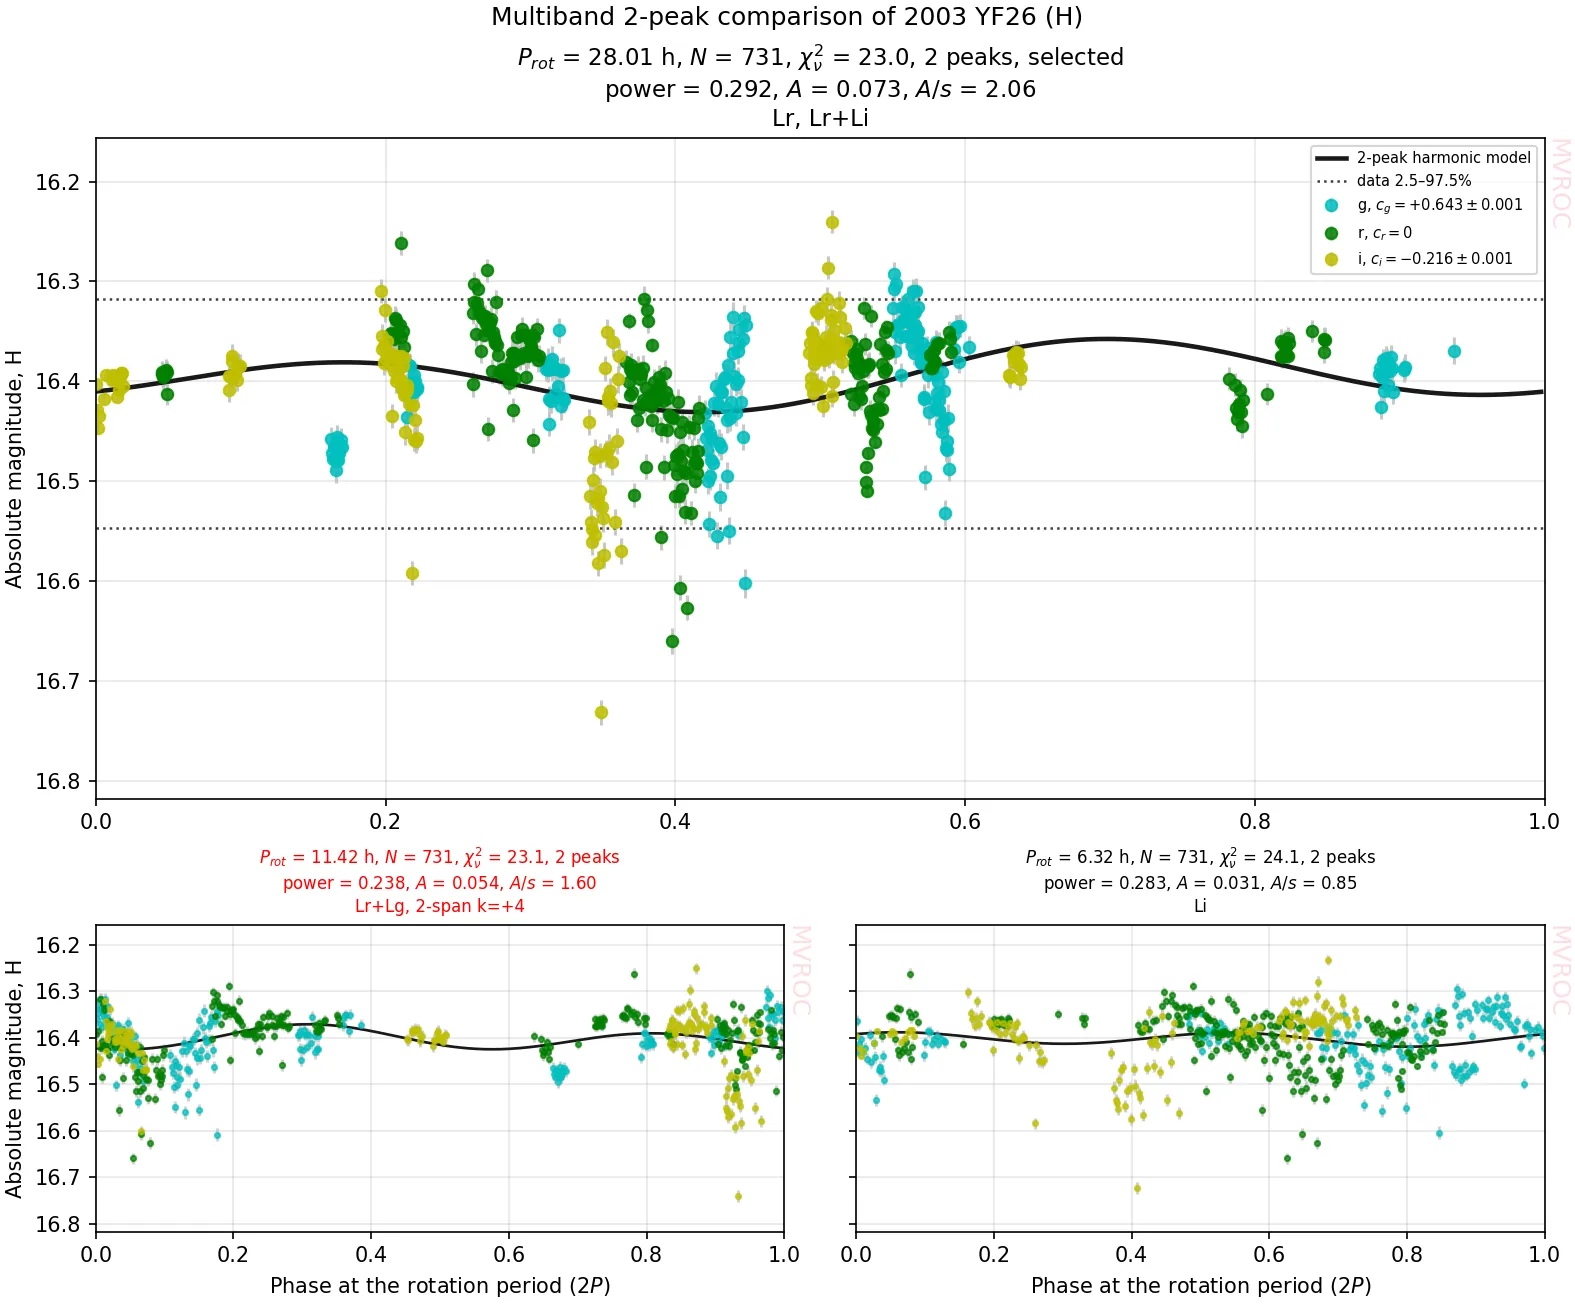 Multiband 2-peak comparison of 2003 YF26 (H)
P_rot = 28.01 h, N = 731, χ²_ν = 23.0, 2 peaks, selected
power = 0.292, A = 0.073, A/s = 2.06
Lr, Lr+Li
Absolute magnitude, H
16.2
16.3
16.4
16.5
16.6
16.7
16.8
0.0 0.2 0.4 0.6 0.8 1.0
2-peak harmonic model
data 2.5–97.5%
g, c_g = +0.643 ± 0.001
r, c_r = 0
i, c_i = −0.216 ± 0.001
MVROC
P_rot = 11.42 h, N = 731, χ²_ν = 23.1, 2 peaks
power = 0.238, A = 0.054, A/s = 1.60
Lr+Lg, 2-span k=+4
Absolute magnitude, H
16.2
16.3
16.4
16.5
16.6
16.7
16.8
0.0 0.2 0.4 0.6 0.8 1.0
Phase at the rotation period (2P)
MVROC
P_rot = 6.32 h, N = 731, χ²_ν = 24.1, 2 peaks
power = 0.283, A = 0.031, A/s = 0.85
Li
0.0 0.2 0.4 0.6 0.8 1.0
Phase at the rotation period (2P)
MVROC